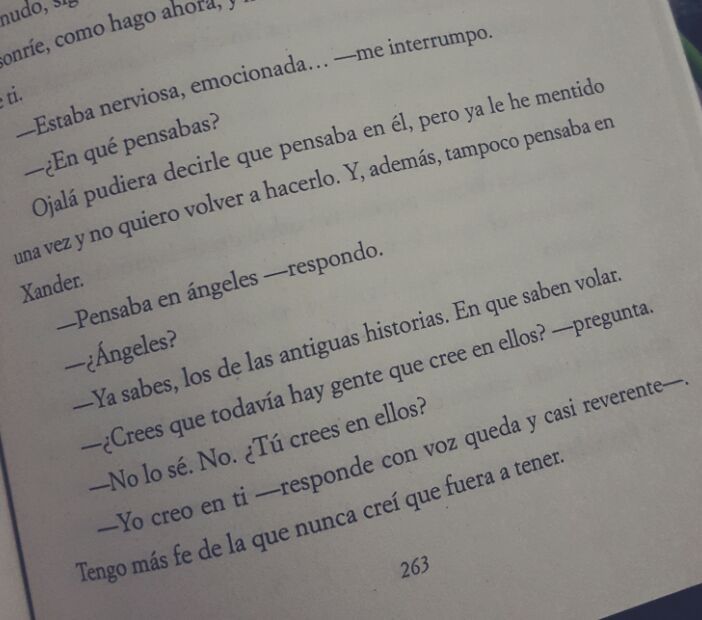 nudo,
sonríe, como hago ahora, y
ti.
—Estaba nerviosa, emocionada… —me interrumpo.
—¿En qué pensabas?
Ojalá pudiera decirle que pensaba en él, pero ya le he mentido
una vez y no quiero volver a hacerlo. Y, además, tampoco pensaba en
Xander.
—Pensaba en ángeles —respondo.
—¿Ángeles?
—Ya sabes, los de las antiguas historias. En que saben volar.
—¿Crees que todavía hay gente que cree en ellos? —pregunta.
—No lo sé. No. ¿Tú crees en ellos?
—Yo creo en ti —responde con voz queda y casi reverente—.
Tengo más fe de la que nunca creí que fuera a tener.
263